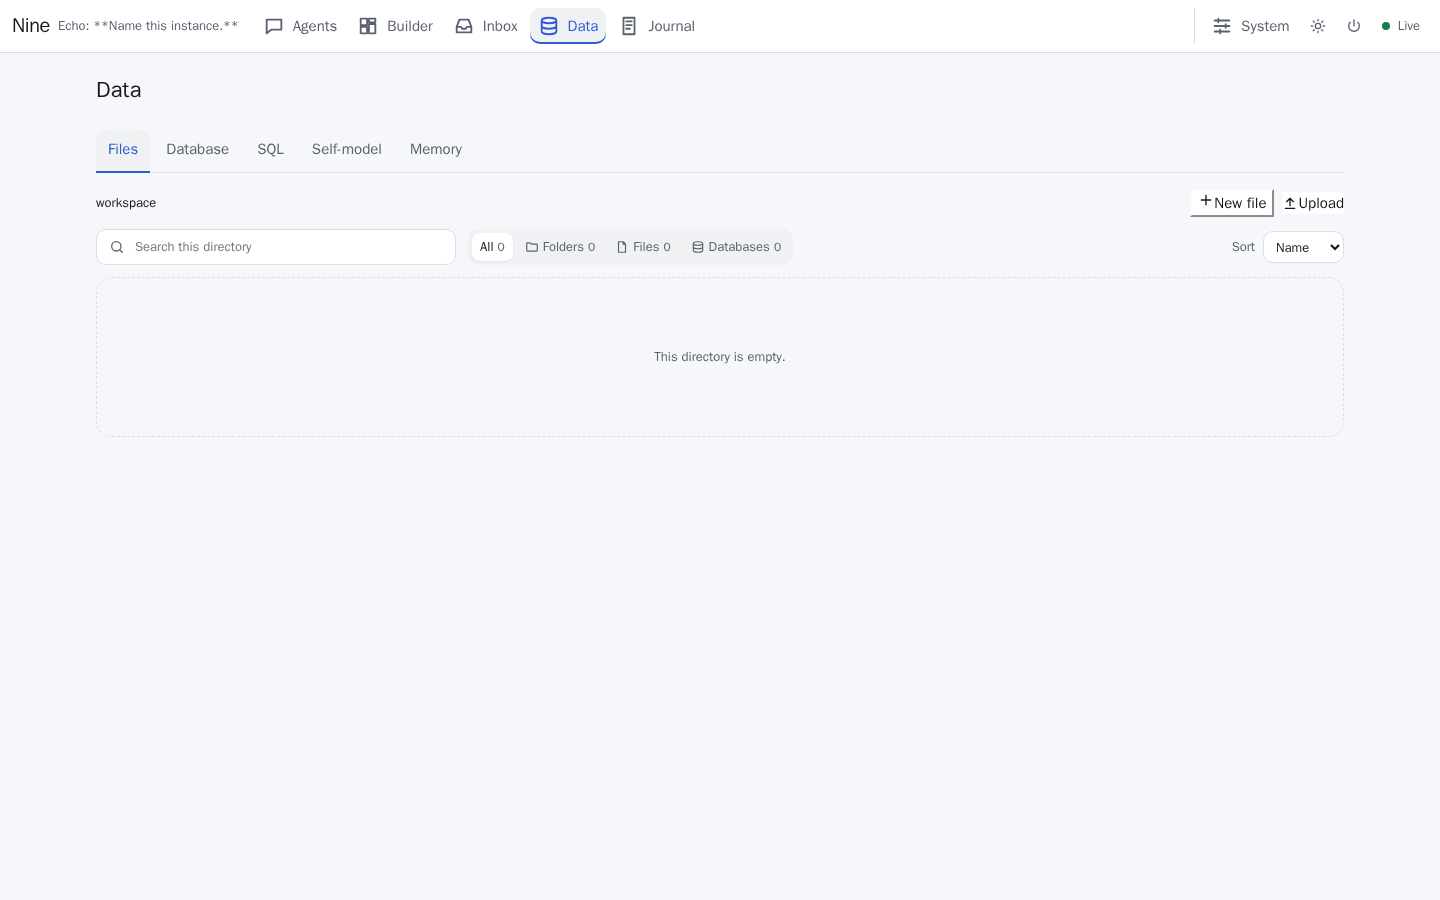 Nine Echo: **Name this instance.** Agents Builder Inbox Data Journal System Live
Data
Files Database SQL Self-model Memory
workspace New file Upload
Search this directory All 0 Folders 0 Files 0 Databases 0 Sort Name
This directory is empty.